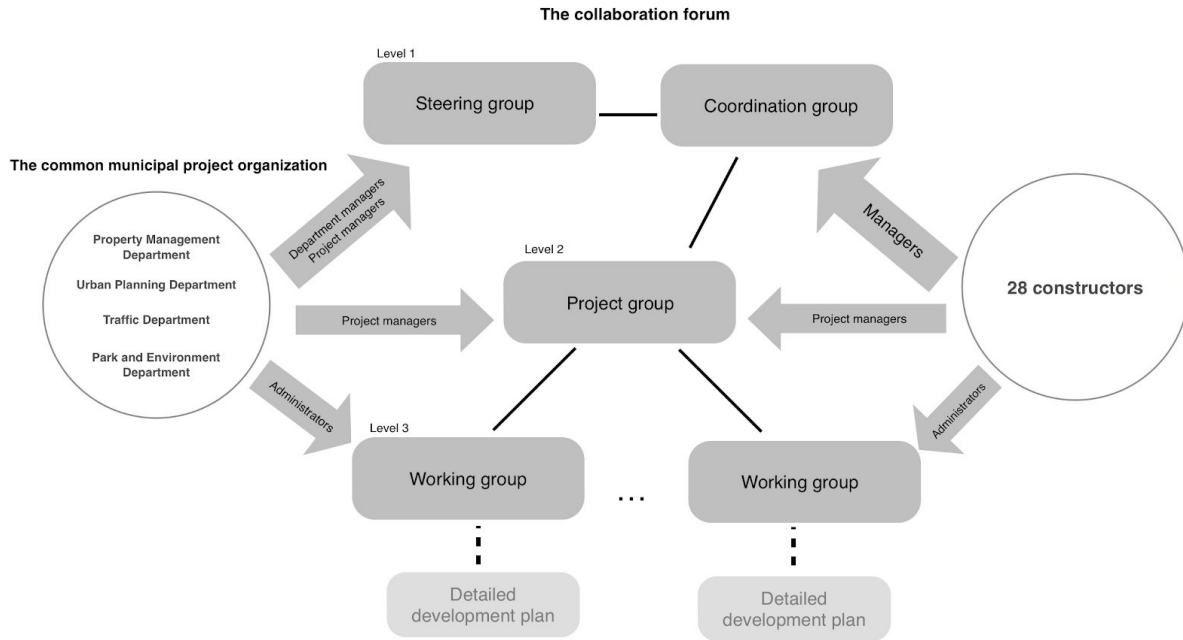 The collaboration forum
Level 1
Steering group
Coordination group
The common municipal project organization
Department managers
Project managers
Managers
Property Management
Department
Urban Planning Department
Traffic Department
Park and Environment
Department
Level 2
Project group
28 constructors
Project managers
Project managers
Administrators
Administrators
Level 3
Working group
...
Working group
Detailed
development plan
Detailed
development plan